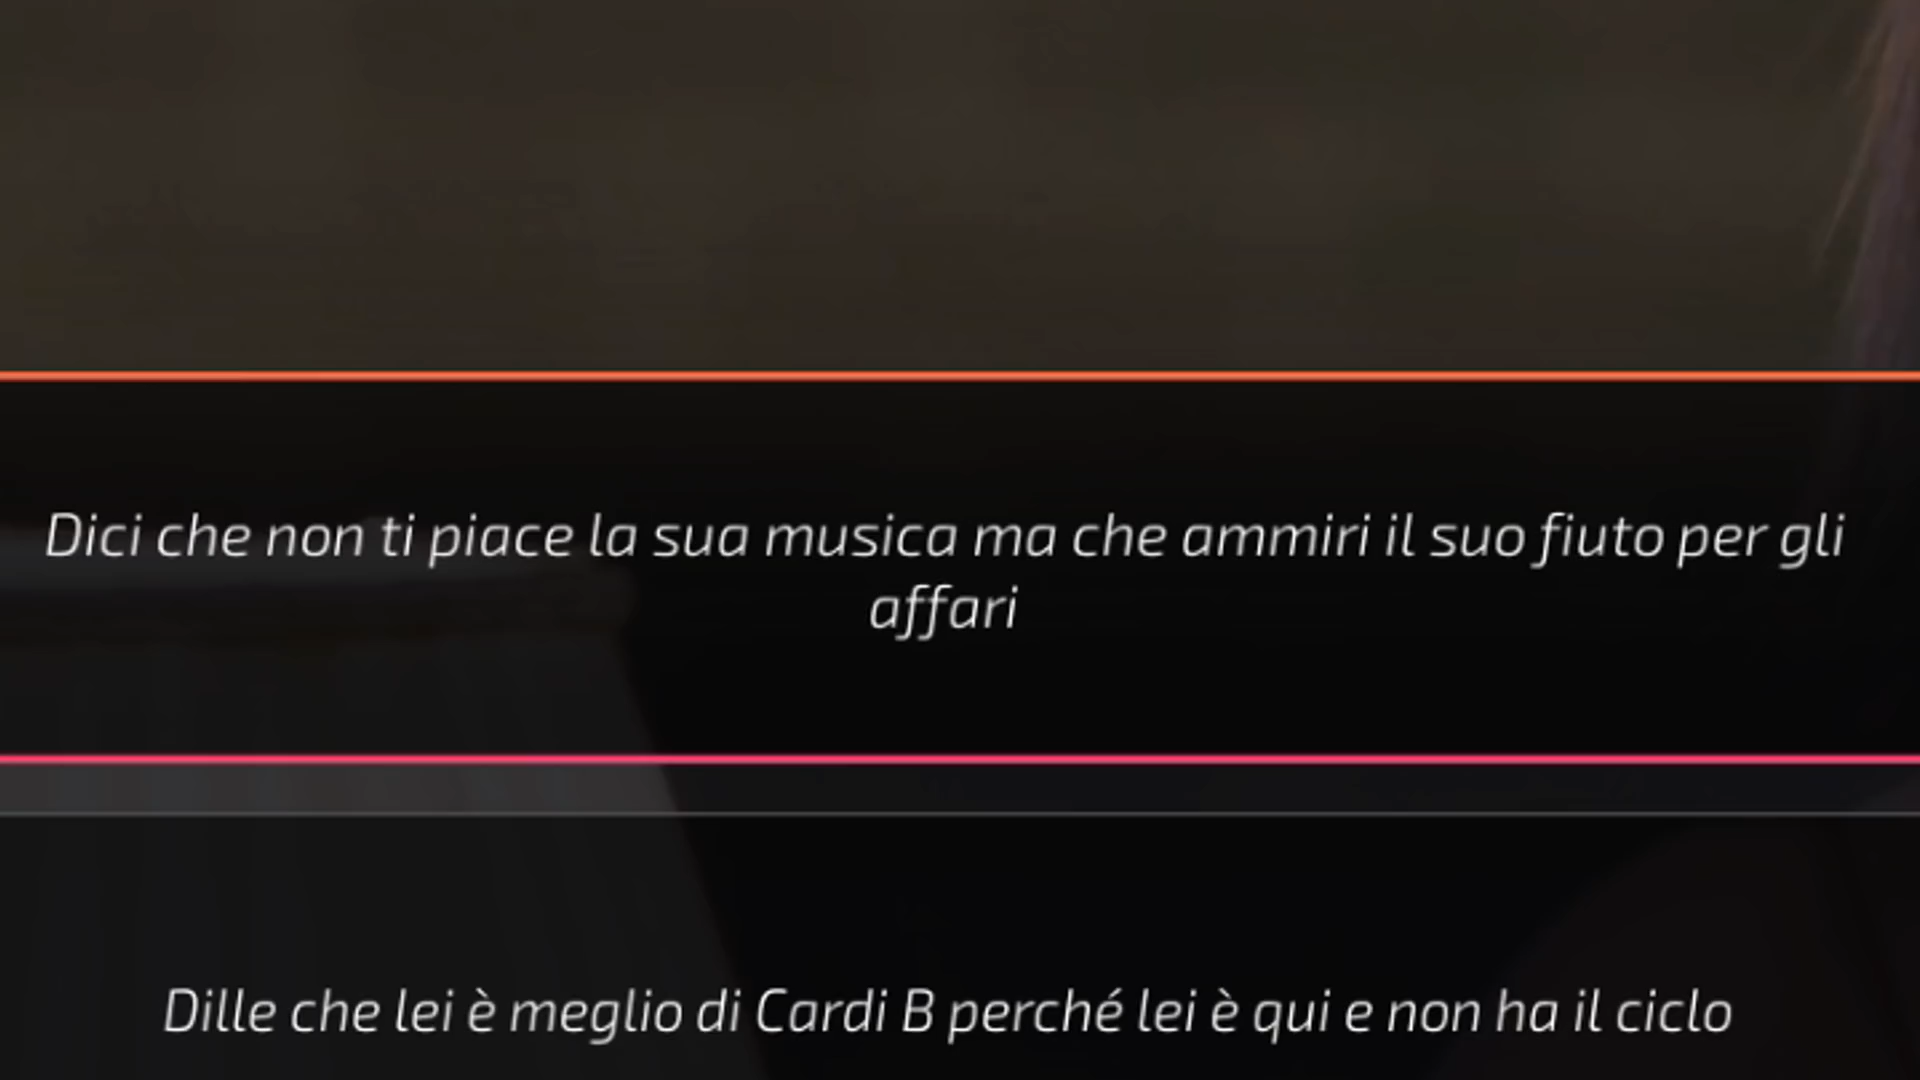 Dici che non ti piace la sua musica ma che ammiri il suo fiuto per gli
affari
Dille che lei è meglio di Cardi B perché lei è qui e non ha il ciclo